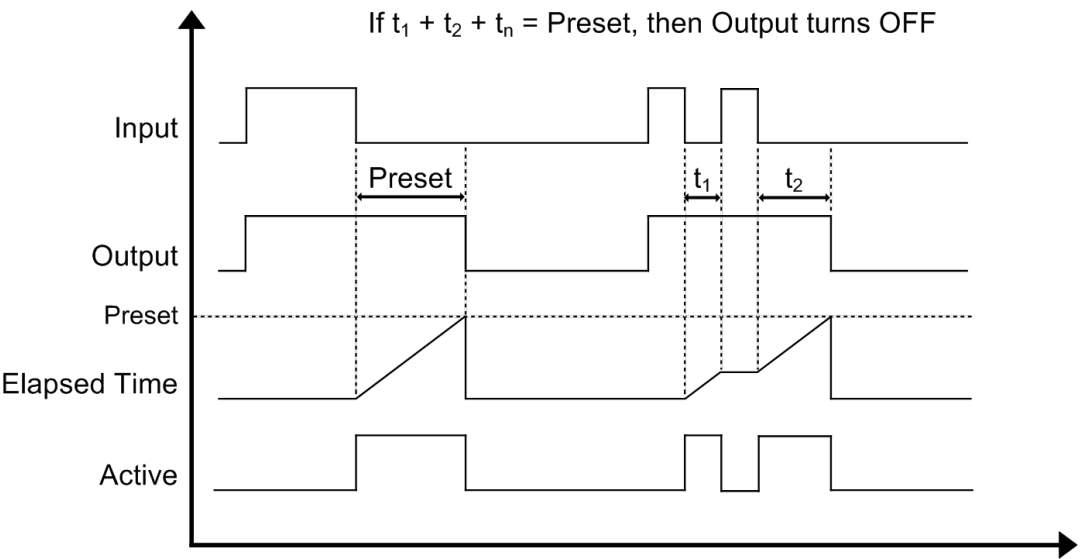 If t₁ + t₂ + tₙ = Preset, then Output turns OFF
Input
Preset
t₁
t₂
Output
Preset
Elapsed Time
Active